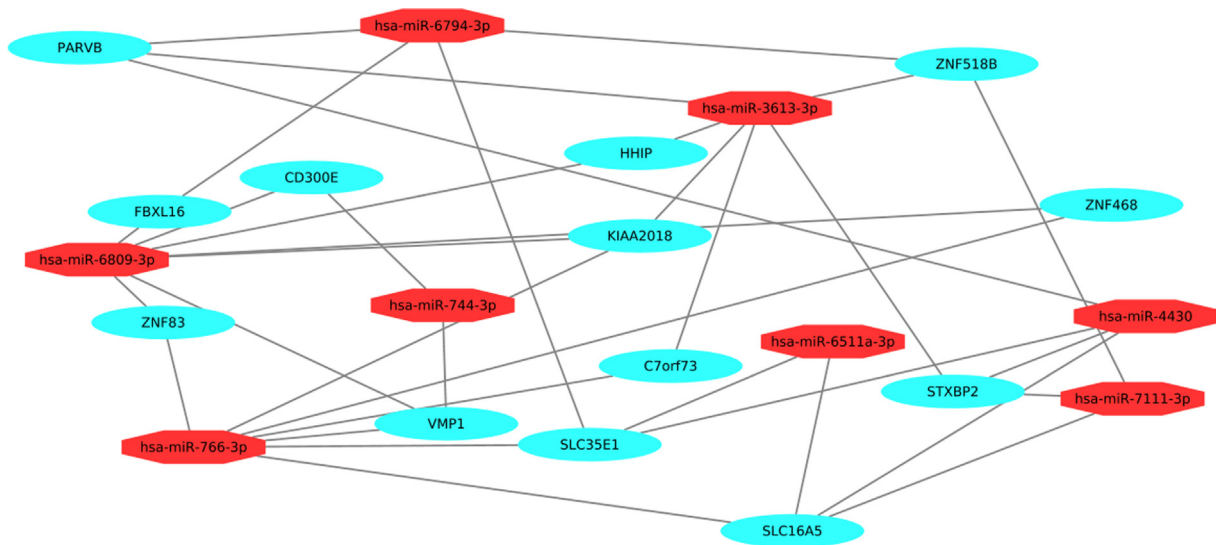 hsa-miR-6794-3p
PARVB
ZNF518B
hsa-miR-3613-3p
HHIP
CD300E
ZNF468
FBXL16
KIAA2018
hsa-miR-6809-3p
hsa-miR-744-3p
hsa-miR-4430
ZNF83
hsa-miR-6511a-3p
C7orf73
STXBP2
hsa-miR-7111-3p
VMP1
SLC35E1
hsa-miR-766-3p
SLC16A5